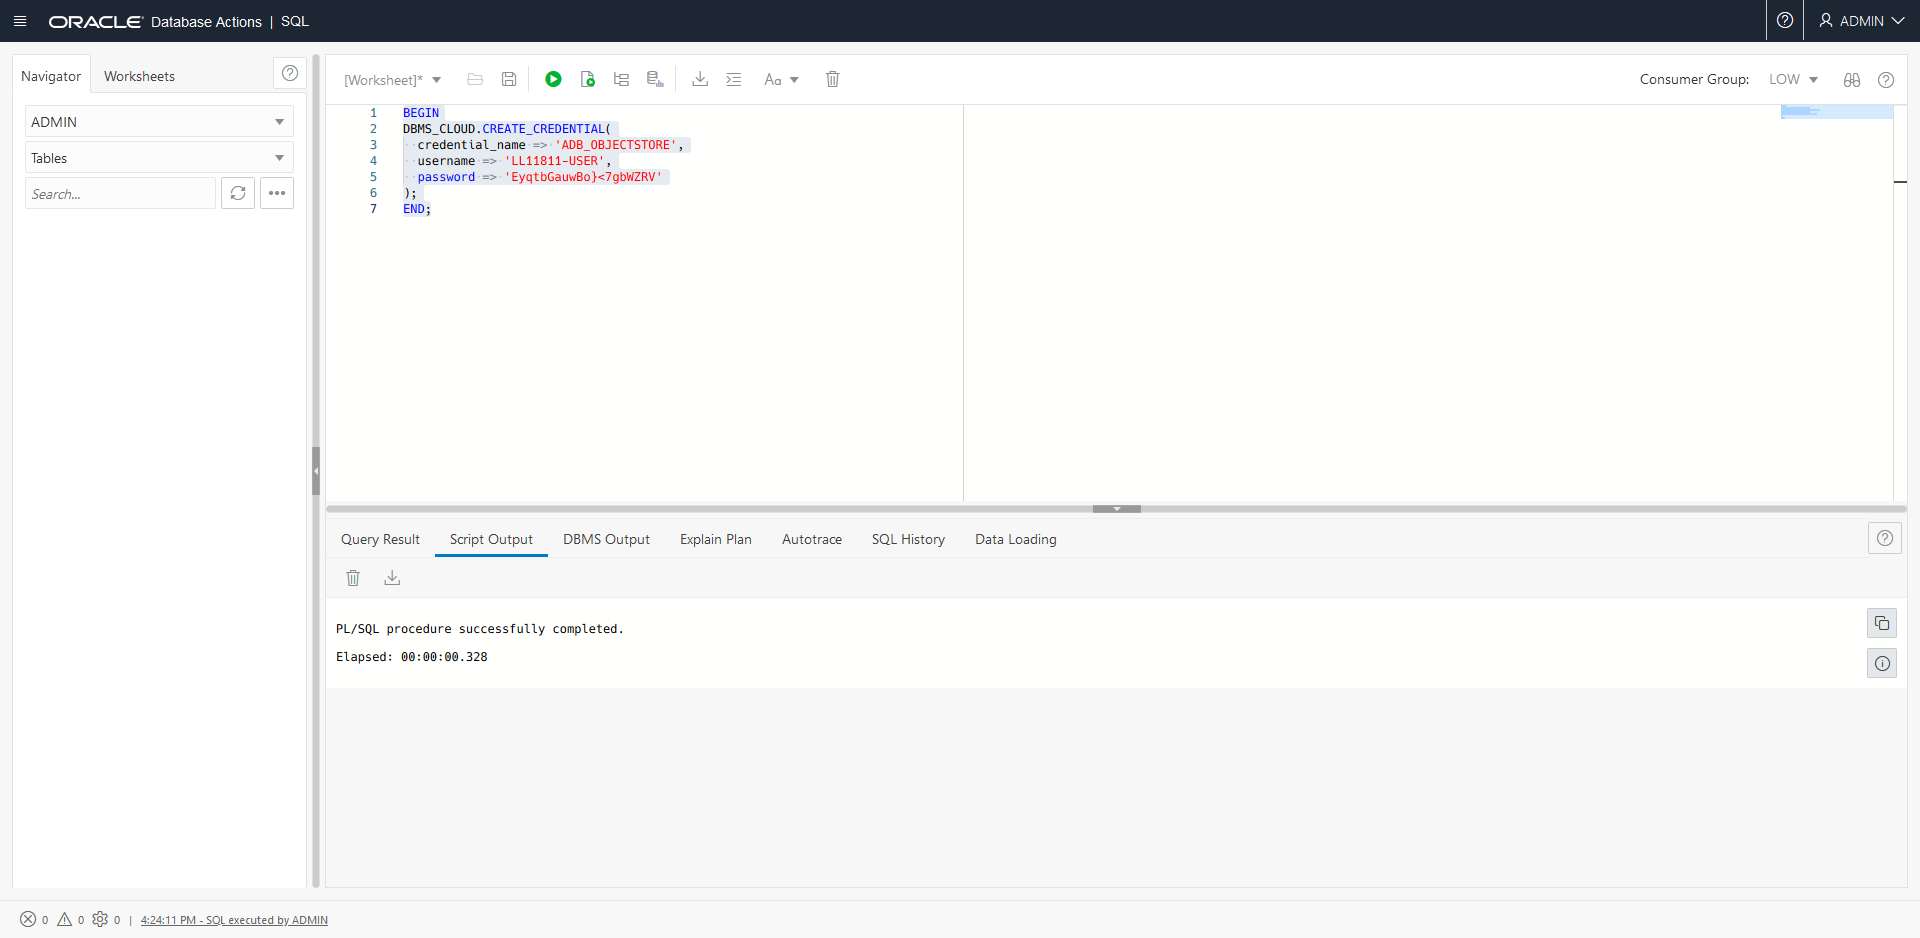 ORACLE Database Actions | SQL
ADMIN
Navigator
Worksheets
ADMIN
Tables
Search...
[Worksheet]*
Aa
Consumer Group: LOW
1 BEGIN
2 DBMS_CLOUD.CREATE_CREDENTIAL(
3 credential_name => 'ADB_OBJECTSTORE',
4 username => 'LL11811-USER',
5 password => 'EyqtbGauwBo}<7gbWZRV'
6 );
7 END;
Query Result Script Output DBMS Output Explain Plan Autotrace SQL History Data Loading
PL/SQL procedure successfully completed.
Elapsed: 00:00:00.328
0 0 0 | 4:24:11 PM - SQL executed by ADMIN